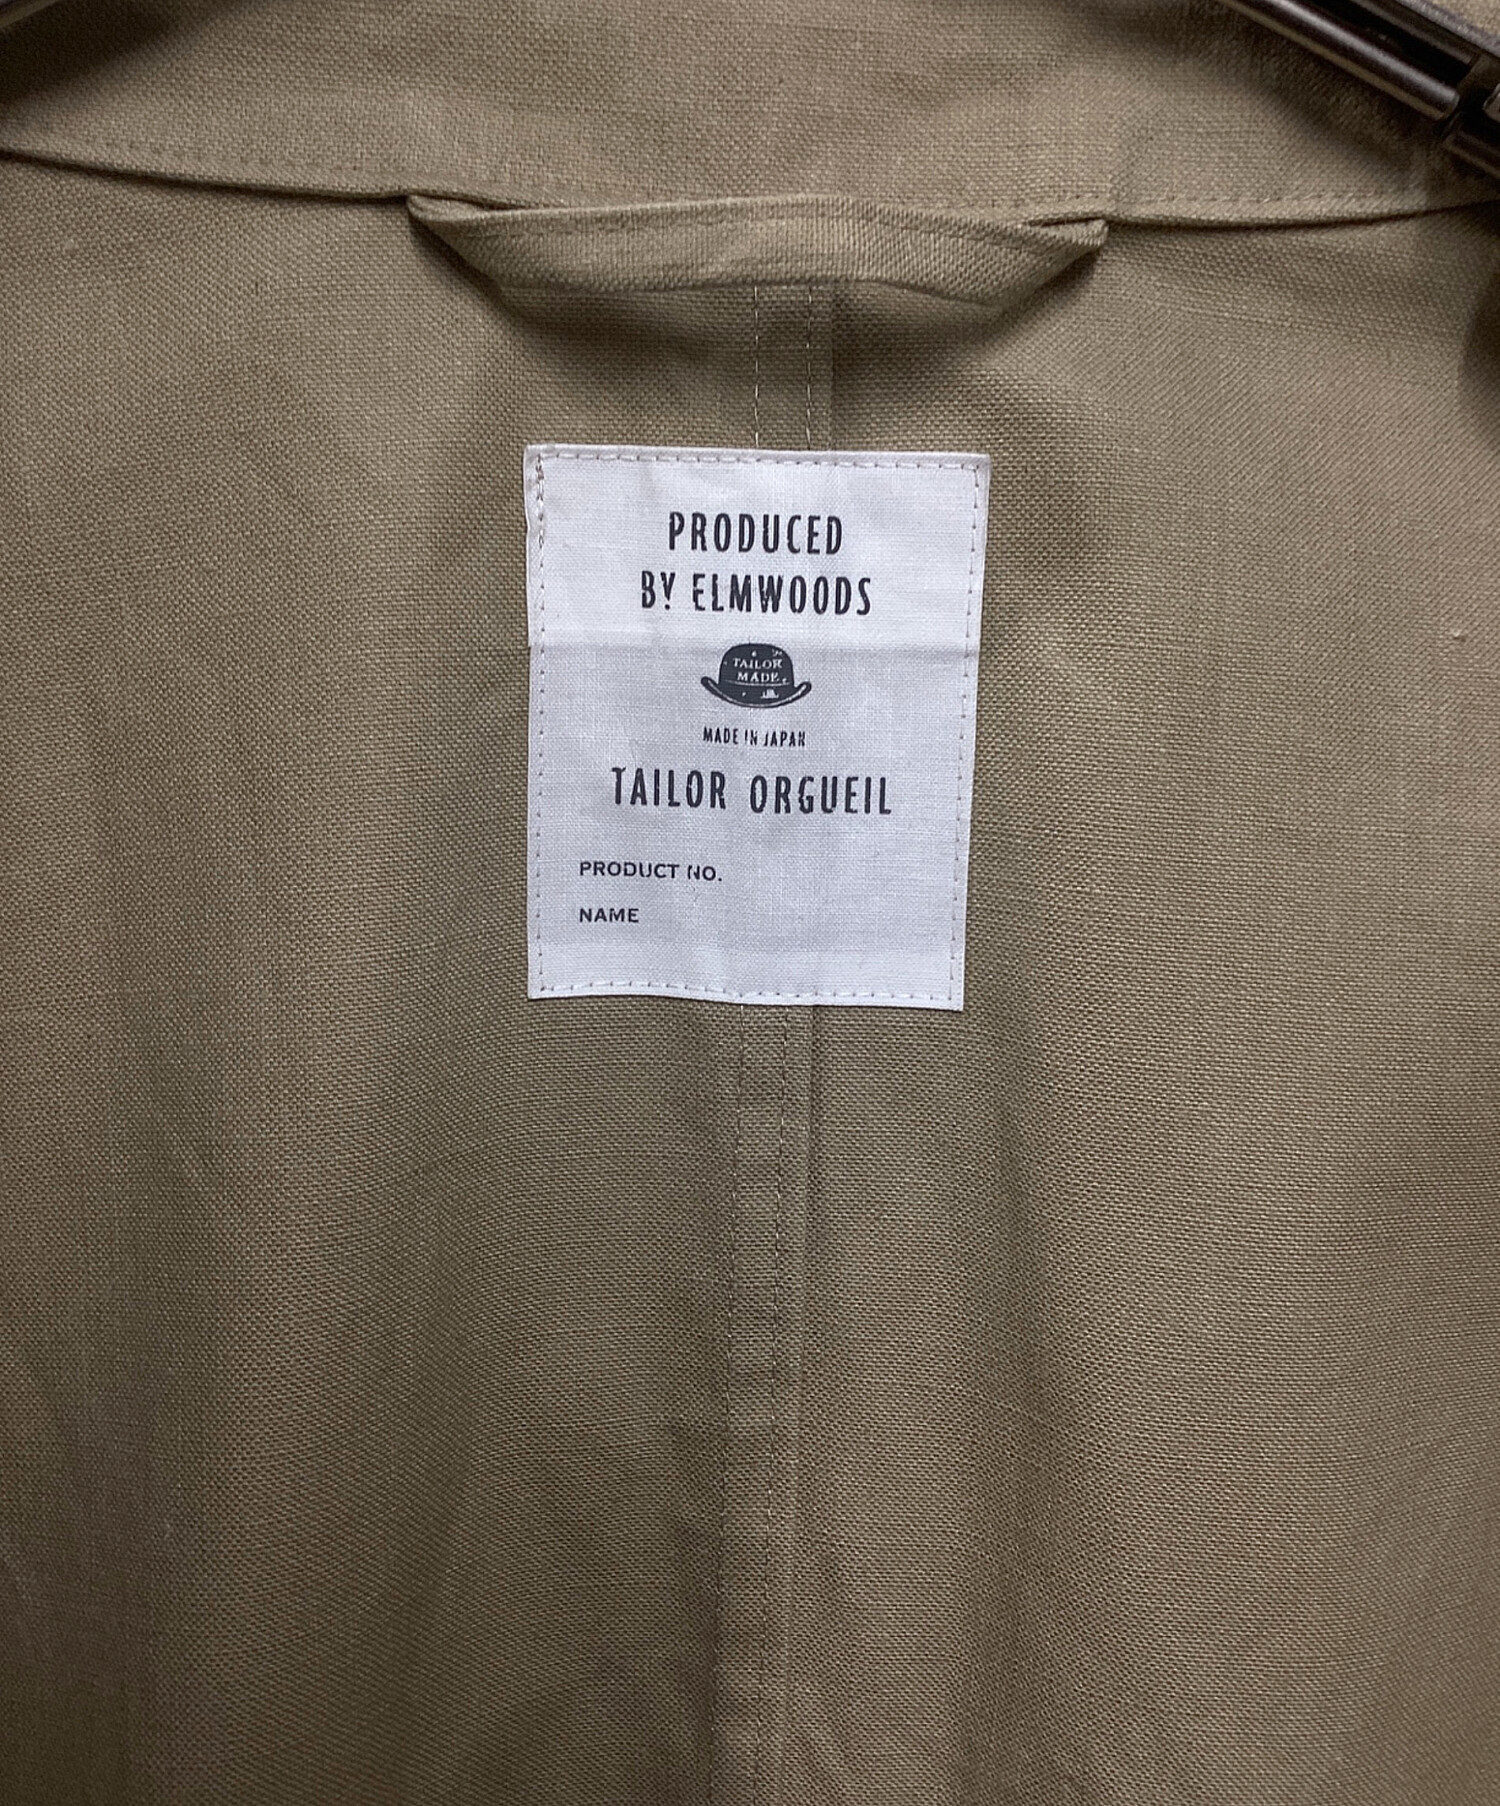 PRODUCED
BY ELMWOODS
TAILOR
MADE
MADE IN JAPAN
TAILOR ORGUEIL
PRODUCT NO.
NAME